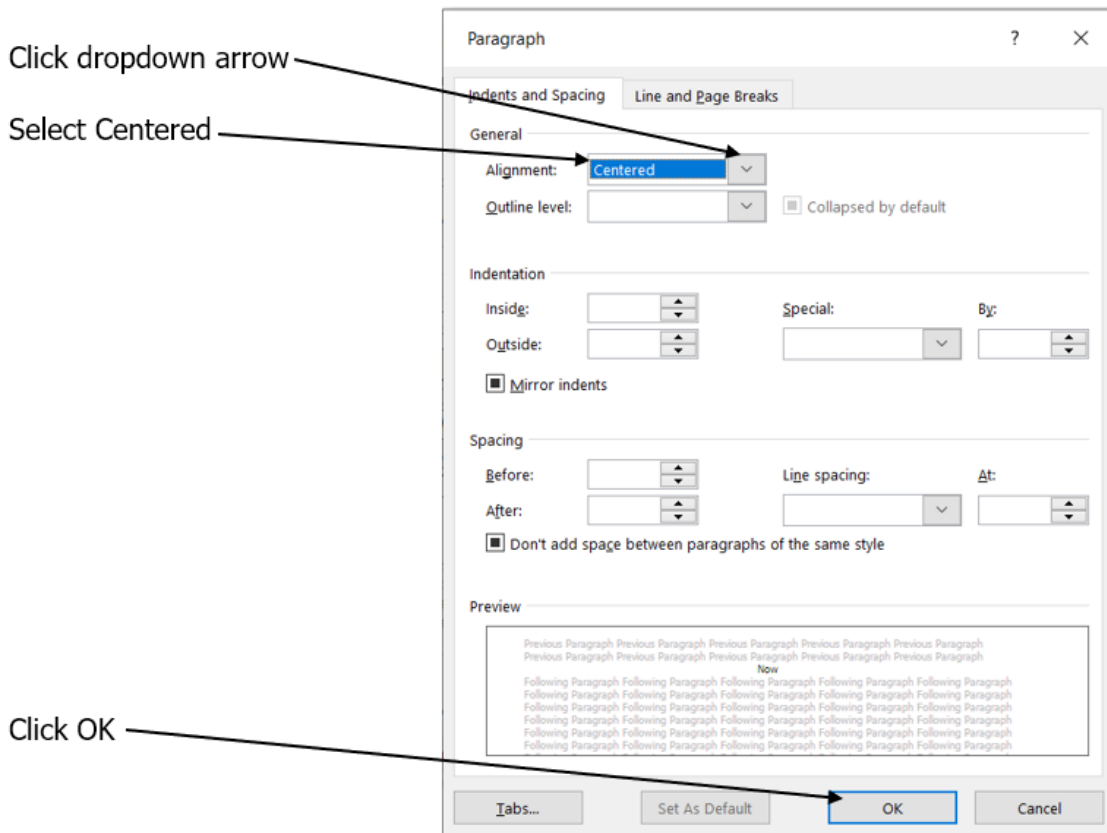 Paragraph ?
Click dropdown arrow
Indents and Spacing Line and Page Breaks
Select Centered
General
Alignment: Centered
Outline level: Collapsed by default
Indentation
Inside: Special: By:
Outside:
Mirror indents
Spacing
Before: Line spacing: At:
After:
Don't add space between paragraphs of the same style
Preview
Previous Paragraph Previous Paragraph Previous Paragraph Previous Paragraph Previous Paragraph
Previous Paragraph Previous Paragraph Previous Paragraph Previous Paragraph Previous Paragraph
Now
Following Paragraph Following Paragraph Following Paragraph Following Paragraph Following Paragraph
Following Paragraph Following Paragraph Following Paragraph Following Paragraph Following Paragraph
Following Paragraph Following Paragraph Following Paragraph Following Paragraph Following Paragraph
Following Paragraph Following Paragraph Following Paragraph Following Paragraph Following Paragraph
Following Paragraph Following Paragraph Following Paragraph Following Paragraph Following Paragraph
Following Paragraph Following Paragraph Following Paragraph Following Paragraph Following Paragraph
Click OK
Tabs... Set As Default OK Cancel